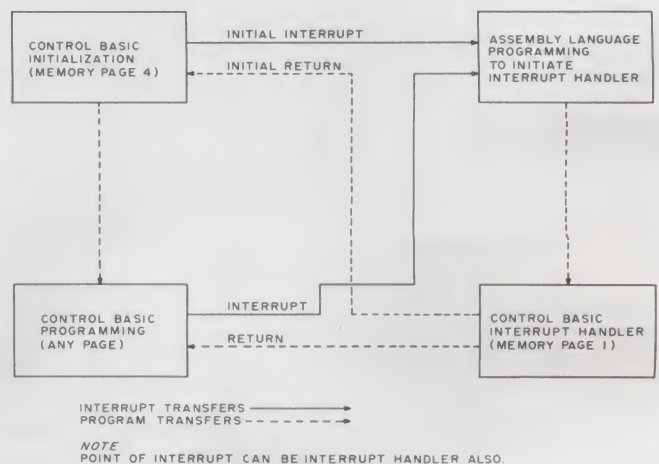 CONTROL BASIC
INITIALIZATION
(MEMORY PAGE 4)
INITIAL INTERRUPT
INITIAL RETURN
ASSEMBLY LANGUAGE
PROGRAMMING
TO INITIATE
INTERRUPT HANDLER
CONTROL BASIC
PROGRAMMING
(ANY PAGE)
INTERRUPT
RETURN
CONTROL BASIC
INTERRUPT HANDLER
(MEMORY PAGE 1)
INTERRUPT TRANSFERS
PROGRAM TRANSFERS
NOTE
POINT OF INTERRUPT CAN BE INTERRUPT HANDLER ALSO.